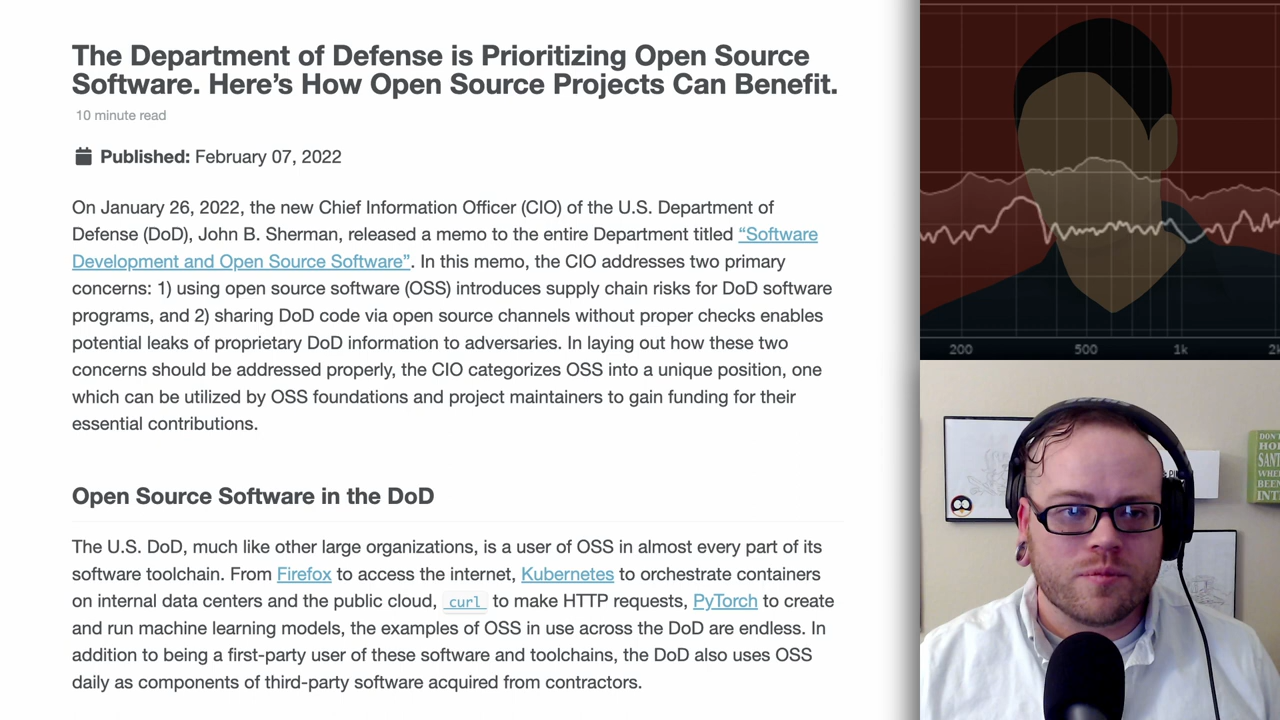 The Department of Defense is Prioritizing Open Source
Software. Here’s How Open Source Projects Can Benefit.
10 minute read
Published: February 07, 2022
On January 26, 2022, the new Chief Information Officer (CIO) of the U.S. Department of
Defense (DoD), John B. Sherman, released a memo to the entire Department titled “Software
Development and Open Source Software”. In this memo, the CIO addresses two primary
concerns: 1) using open source software (OSS) introduces supply chain risks for DoD software
programs, and 2) sharing DoD code via open source channels without proper checks enables
potential leaks of proprietary DoD information to adversaries. In laying out how these two
concerns should be addressed properly, the CIO categorizes OSS into a unique position, one
which can be utilized by OSS foundations and project maintainers to gain funding for their
essential contributions.
Open Source Software in the DoD
The U.S. DoD, much like other large organizations, is a user of OSS in almost every part of its
software toolchain. From Firefox to access the internet, Kubernetes to orchestrate containers
on internal data centers and the public cloud, curl to make HTTP requests, PyTorch to create
and run machine learning models, the examples of OSS in use across the DoD are endless. In
addition to being a first-party user of these software and toolchains, the DoD also uses OSS
daily as components of third-party software acquired from contractors.
200 500 1k
DON'T